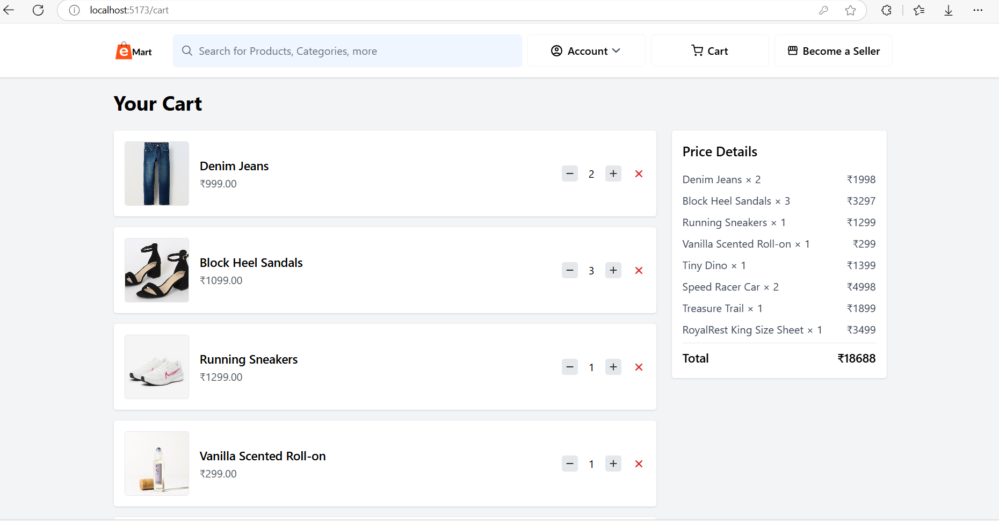 localhost:5173/cart
eMart
Search for Products, Categories, more
Account
Cart
Become a Seller
Your Cart
Denim Jeans
₹999.00
− 2 + ×
Block Heel Sandals
₹1099.00
− 3 + ×
Running Sneakers
₹1299.00
− 1 + ×
Vanilla Scented Roll-on
₹299.00
− 1 + ×
Price Details
Denim Jeans × 2 ₹1998
Block Heel Sandals × 3 ₹3297
Running Sneakers × 1 ₹1299
Vanilla Scented Roll-on × 1 ₹299
Tiny Dino × 1 ₹1399
Speed Racer Car × 2 ₹4998
Treasure Trail × 1 ₹1899
RoyalRest King Size Sheet × 1 ₹3499
Total ₹18688